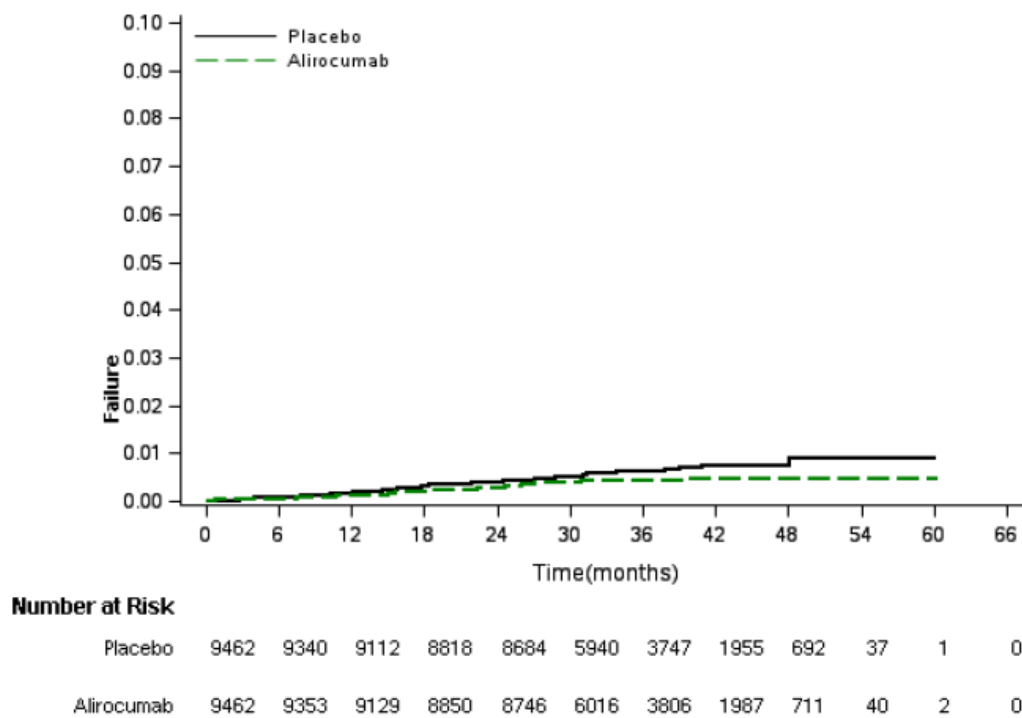 0.10
Placebo
Alirocumab
0.09
0.08
0.07
0.06
0.05
0.04
0.03
0.02
0.01
0.00
Failure
0 6 12 18 24 30 36 42 48 54 60 66
Time(months)
Number at Risk
Placebo 9462 9340 9112 8818 8684 5940 3747 1955 692 37 1 0
Alirocumab 9462 9353 9129 8850 8746 6016 3806 1987 711 40 2 0